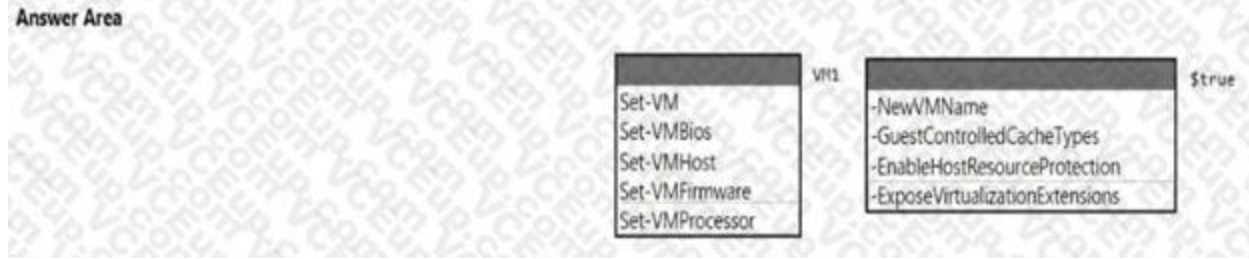 Answer Area
VM1
$true
Set-VM
Set-VMBios
Set-VMHost
Set-VMFirmware
Set-VMProcessor
-NewVMName
-GuestControlledCacheTypes
-EnableHostResourceProtection
-ExposeVirtualizationExtensions